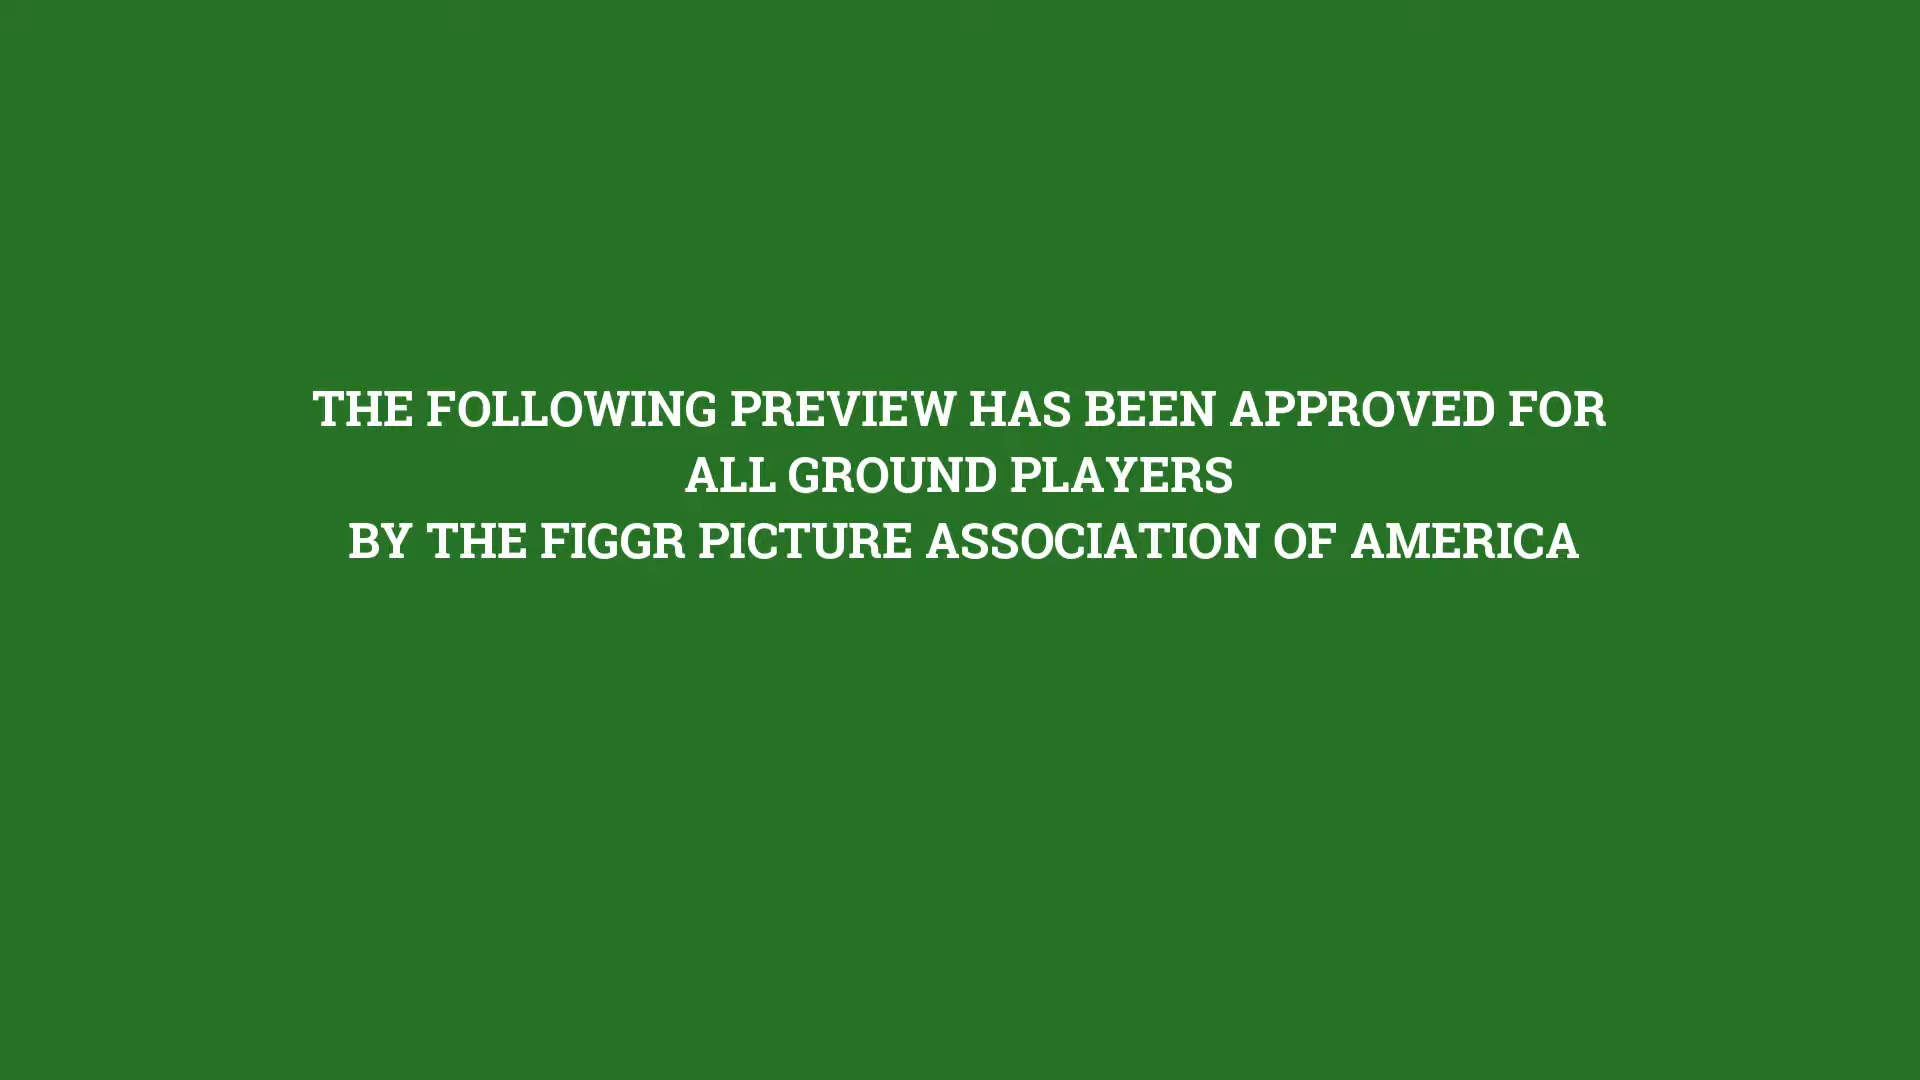 THE FOLLOWING PREVIEW HAS BEEN APPROVED FOR
ALL GROUND PLAYERS
BY THE FIGGR PICTURE ASSOCIATION OF AMERICA